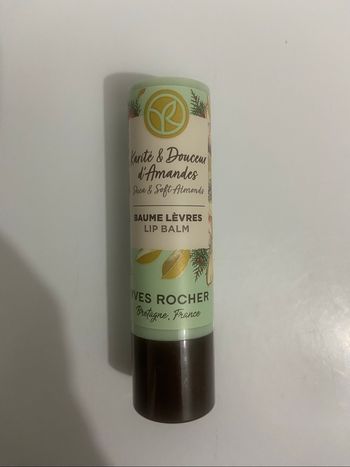 Karité & Douceur
d'Amandes
Shea & Soft Almonds
BAUME LÈVRES
LIP BALM
YVES ROCHER
Bretagne, France